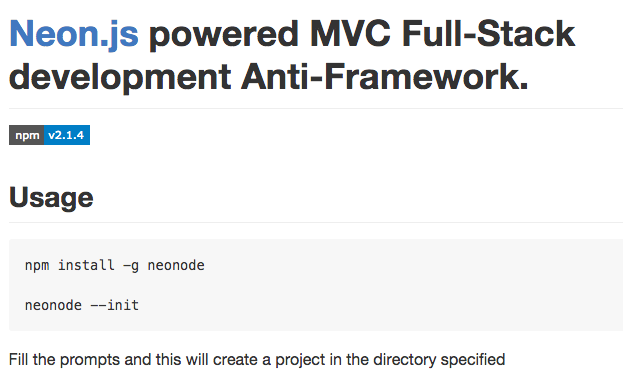 Neon.js powered MVC Full-Stack
development Anti-Framework.
npm v2.1.4
Usage
npm install -g neonode
neonode --init
Fill the prompts and this will create a project in the directory specified